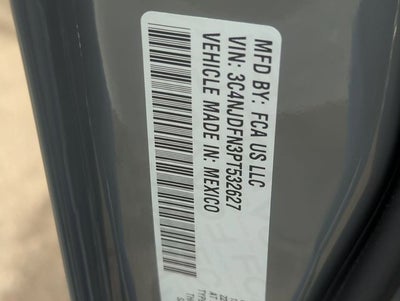 MFD BY: FCA US LLC
VIN: 3C4NJDFN3PT532627
VEHICLE MADE IN: MEXICO